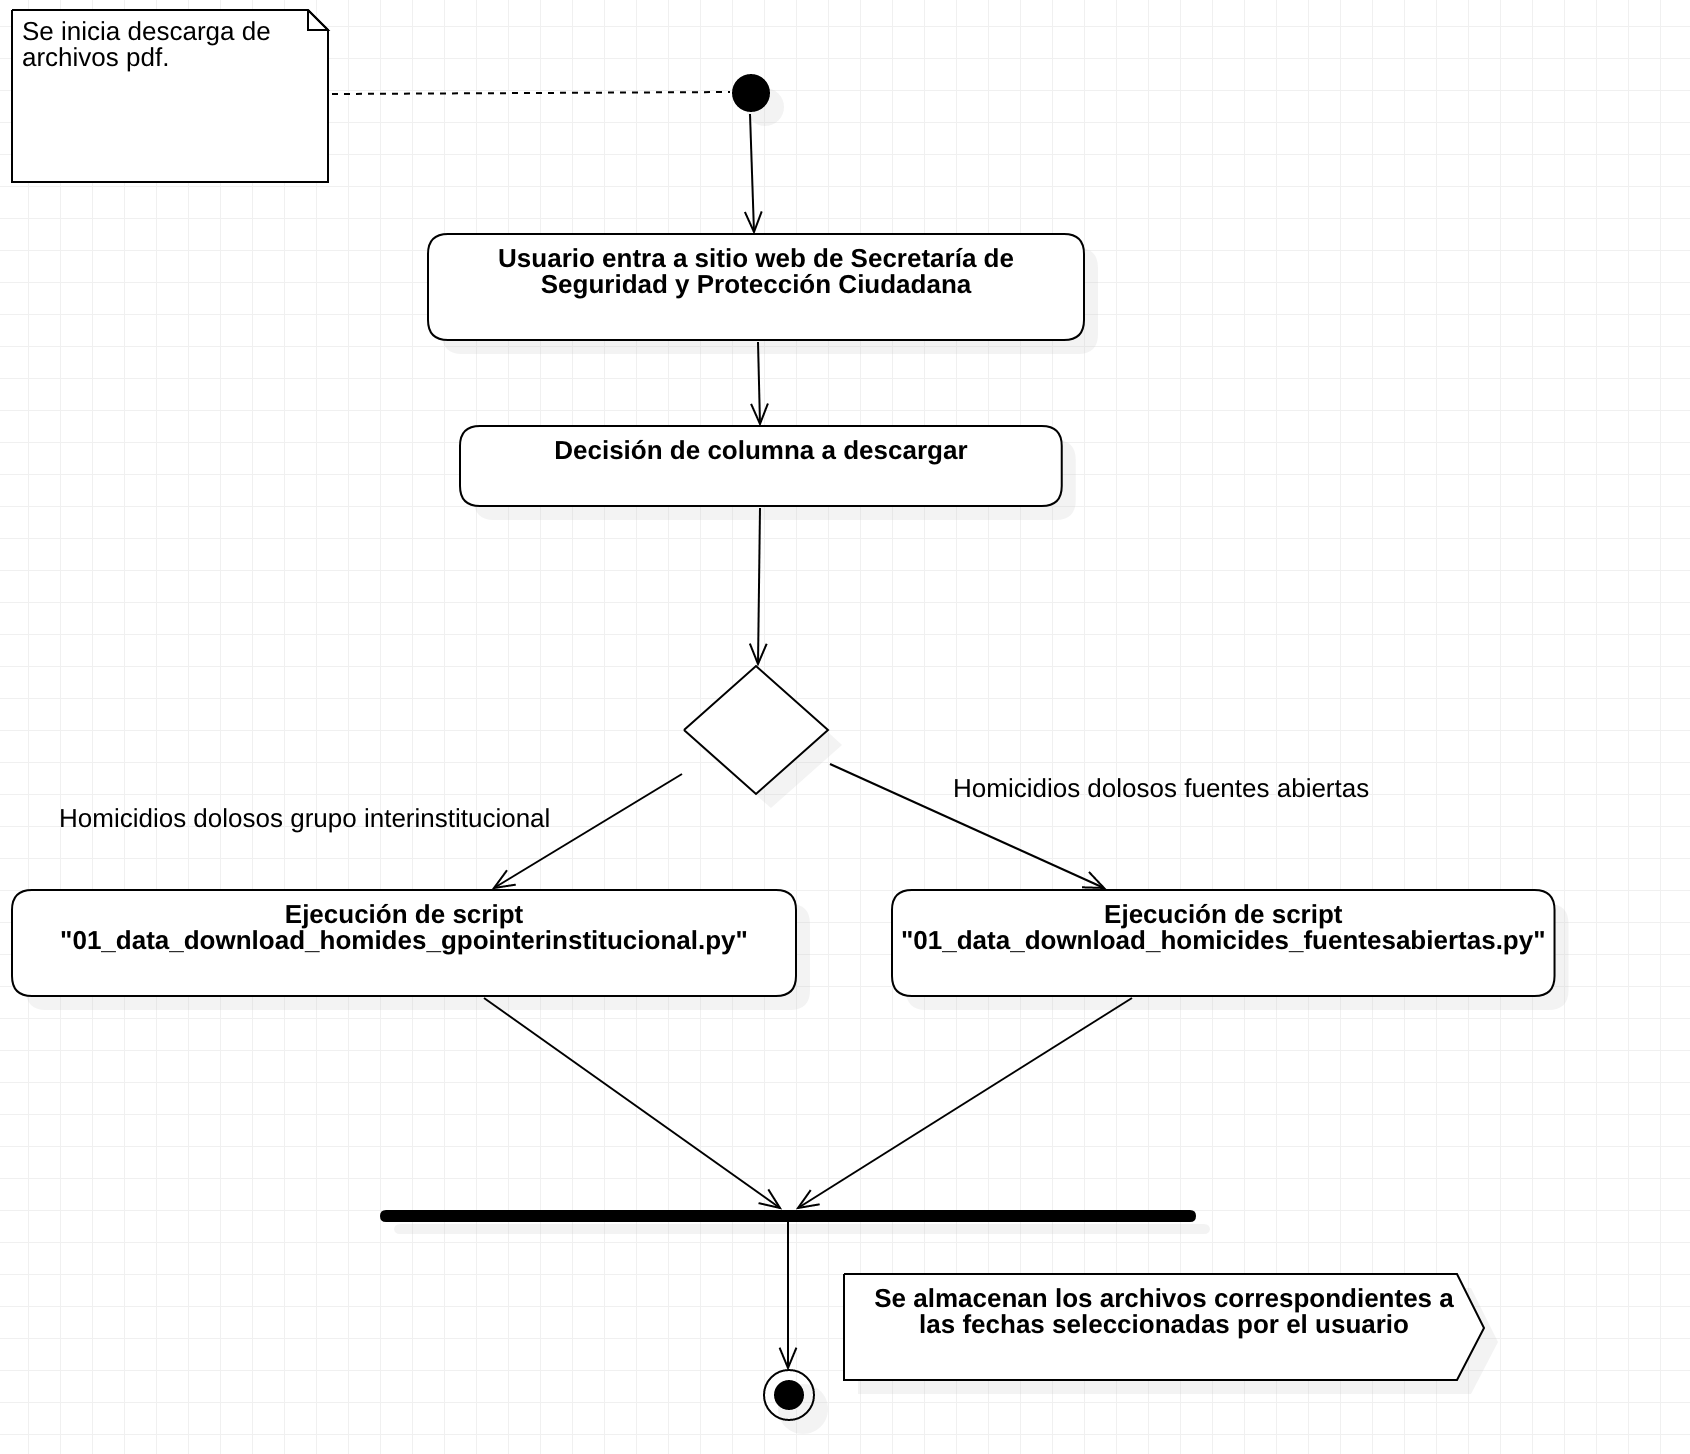 Se inicia descarga de
archivos pdf.
Usuario entra a sitio web de Secretaría de
Seguridad y Protección Ciudadana
Decisión de columna a descargar
Homicidios dolosos fuentes abiertas
Homicidios dolosos grupo interinstitucional
Ejecución de script
"01_data_download_homides_gpointerinstitucional.py"
Ejecución de script
"01_data_download_homicides_fuentesabiertas.py"
Se almacenan los archivos correspondientes a
las fechas seleccionadas por el usuario